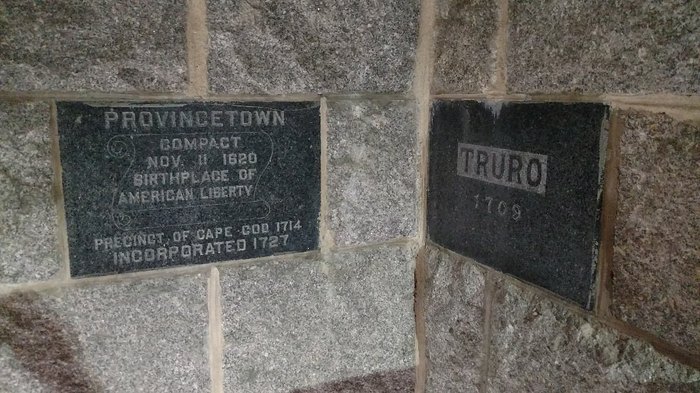 PROVINCETOWN
COMPACT
NOV. 11 1620
BIRTHPLACE OF
AMERICAN LIBERTY
PRECINCT OF CAPE COD 1714
INCORPORATED 1727
TRURO
1709